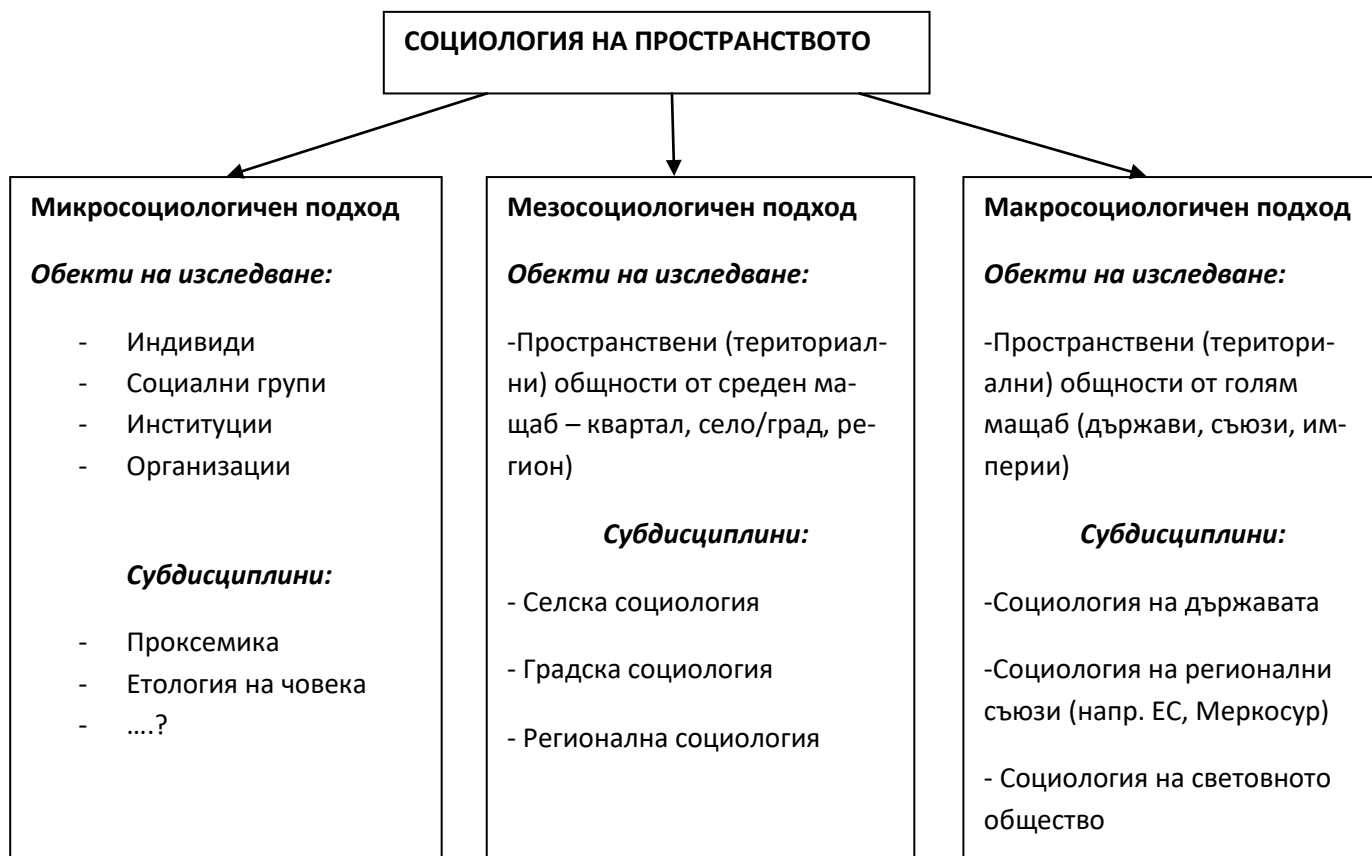 СОЦИОЛОГИЯ НА ПРОСТРАНСТВОТО
Микросоциологичен подход
Обекти на изследване:
- Индивиди
- Социални групи
- Институции
- Организации
Субдисциплини:
- Проксемика
- Етология на човека
- ....?
Мезосоциологичен подход
Обекти на изследване:
-Пространствени (териториал-
ни) общности от среден ма-
щаб – квартал, село/град, ре-
гион)
Субдисциплини:
- Селска социология
- Градска социология
- Регионална социология
Макросоциологичен подход
Обекти на изследване:
-Пространствени (територи-
ални) общности от голям
мащаб (държави, съюзи, им-
перии)
Субдисциплини:
-Социология на държавата
-Социология на регионални
съюзи (напр. ЕС, Меркосур)
- Социология на световното
общество